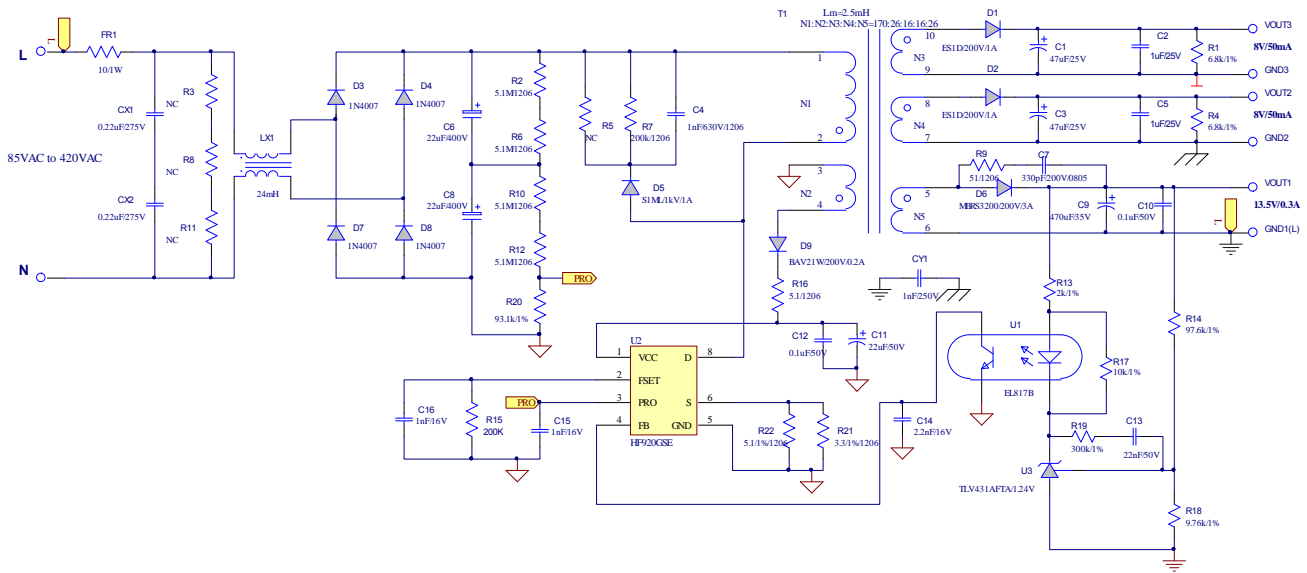 T1
Lm=2.5mH
N1:N2:N3:N4:N5=170:26:16:16:26
L
L
FR1
10/1W
CX1
NC
0.22uF/275V
R3
R8
NC
CX2
0.22uF/275V
R11
NC
85VAC to 420VAC
N
LX1
24mH
D3
1N4007
D4
1N4007
D7
1N4007
D8
1N4007
C6
22uF/400V
C8
22uF/400V
R2
5.1M/1206
R6
5.1M/1206
R10
5.1M/1206
R12
5.1M/1206
PRO
R20
93.1k/1%
R5
NC
R7
200k/1206
C4
1nF/630V/1206
D5
S1ML/1kV/1A
1
N1
2
3
N2
4
10
N3
9
8
N4
7
5
N5
6
D1
ES1D/200V/1A
C1
47uF/25V
C2
1uF/25V
R1
6.8k/1%
VOUT3
8V/50mA
GND3
D2
ES1D/200V/1A
C3
47uF/25V
C5
1uF/25V
R4
6.8k/1%
VOUT2
8V/50mA
GND2
R9
51/1206
C7
330pF/200V/0805
D6
MBRS3200/200V/3A
C9
470uF/35V
C10
0.1uF/50V
VOUT1
13.5V/0.3A
L
GND1(L)
D9
BAV21W/200V/0.2A
R16
5.1/1206
CY1
1nF/250V
C12
0.1uF/50V
C11
22uF/50V
R13
2k/1%
R14
97.6k/1%
U1
EL817B
R17
10k/1%
U2
1
VCC
D
8
2
FSET
3
PRO
S
6
4
FB
GND
5
HF920GSE
PRO
C16
1nF/16V
R15
200K
C15
1nF/16V
R22
5.1/1%/1206
R21
3.3/1%/1206
C14
2.2nF/16V
R19
300k/1%
C13
22nF/50V
U3
TLV431AFTA/1.24V
R18
9.76k/1%